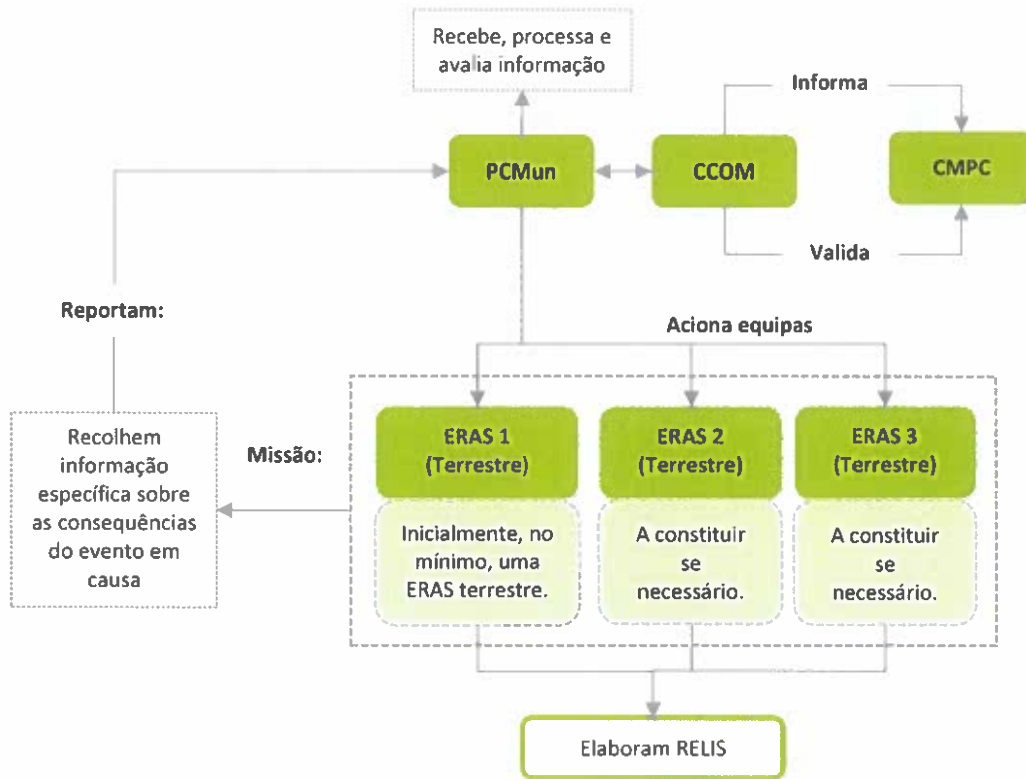 Recebe, processa e
avalia informação
Informa
PCMun
CCOM
CMPC
Valida
Reportam:
Aciona equipas
Recolhem
informação
específica sobre
as consequências
do evento em
causa
Missão:
ERAS 1
(Terrestre)
ERAS 2
(Terrestre)
ERAS 3
(Terrestre)
Inicialmente, no
mínimo, uma
ERAS terrestre.
A constituir
se
necessário.
A constituir
se
necessário.
Elaboram RELIS